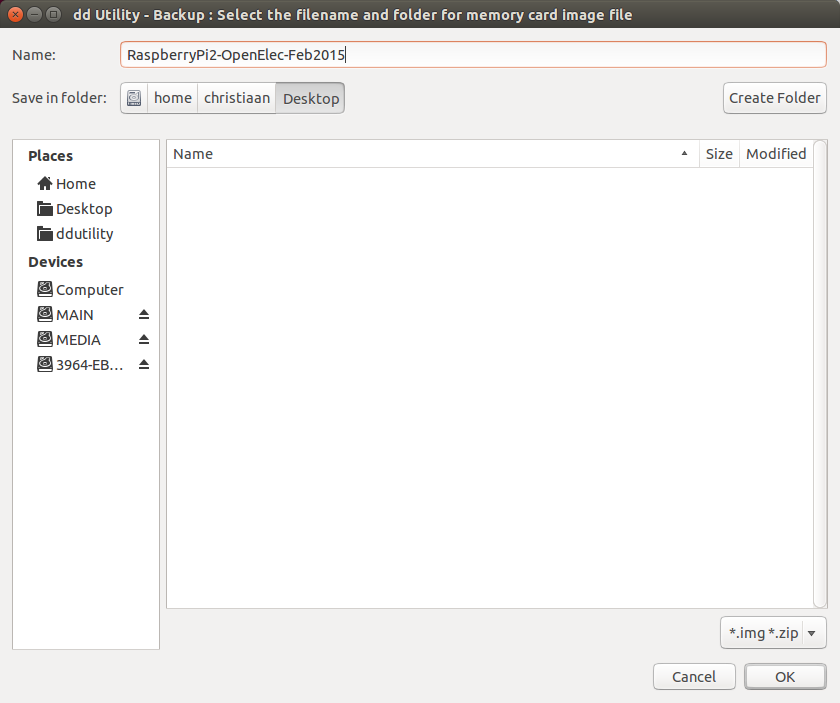 dd Utility - Backup : Select the filename and folder for memory card image file
Name: RaspberryPi2-OpenElec-Feb2015
Save in folder: home christiaan Desktop Create Folder
Places
Home
Desktop
ddutility
Devices
Computer
MAIN
MEDIA
3964-EB...
Name Size Modified
*.img *.zip
Cancel OK